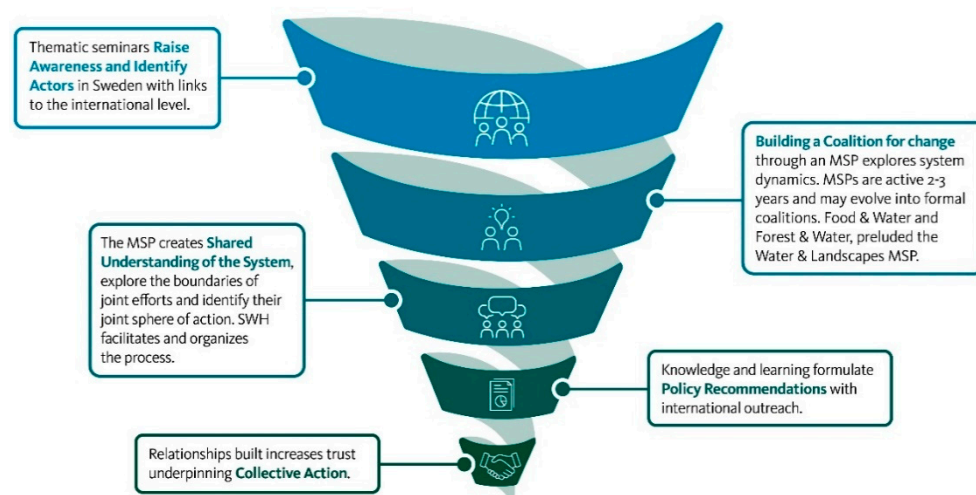 Thematic seminars Raise
Awareness and Identify
Actors in Sweden with links
to the international level.
Building a Coalition for change
through an MSP explores system
dynamics. MSPs are active 2-3
years and may evolve into formal
coalitions. Food & Water and
Forest & Water, preluded the
Water & Landscapes MSP.
The MSP creates Shared
Understanding of the System,
explore the boundaries of
joint efforts and identify their
joint sphere of action. SWH
facilitates and organizes
the process.
Knowledge and learning formulate
Policy Recommendations with
international outreach.
Relationships built increases trust
underpinning Collective Action.